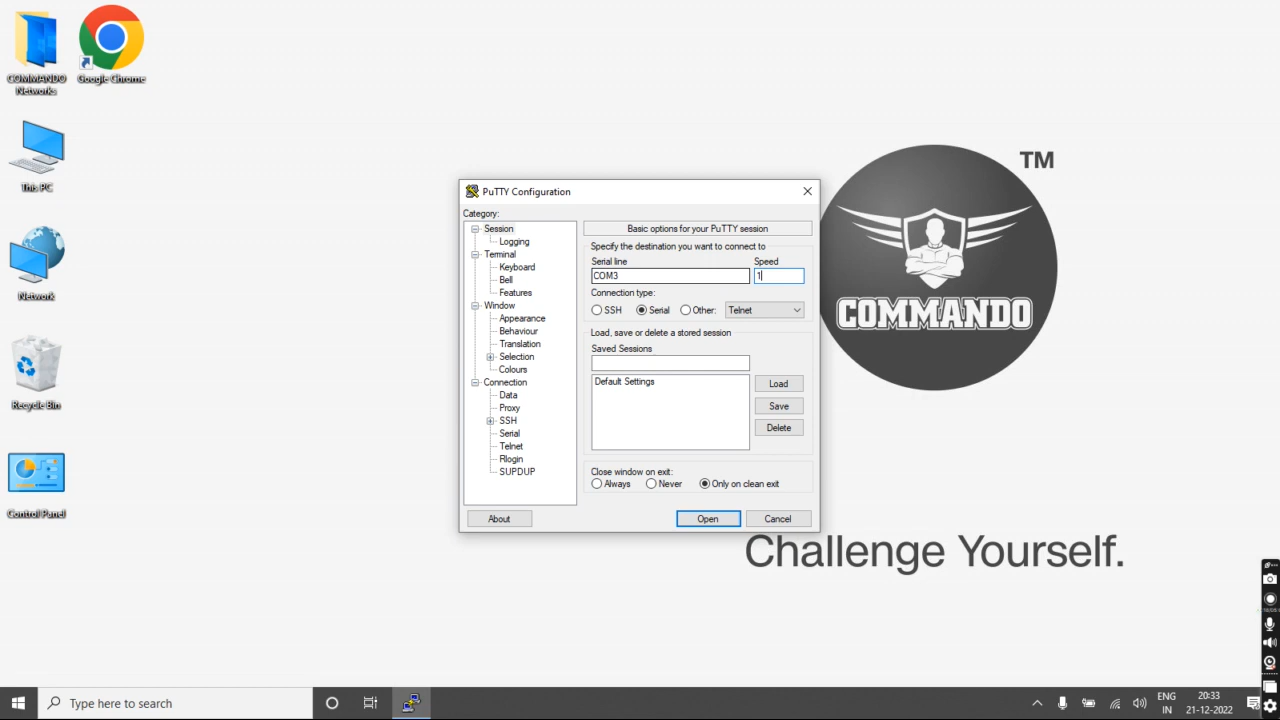 COMMANDO
Networks
Google Chrome
This PC
Network
Recycle Bin
Control Panel
TM
COMMANDO
Challenge Yourself.
PuTTY Configuration
Category:
Session
Logging
Terminal
Keyboard
Bell
Features
Window
Appearance
Behaviour
Translation
Selection
Colours
Connection
Data
Proxy
SSH
Serial
Telnet
Rlogin
SUPDUP
Basic options for your PuTTY session
Specify the destination you want to connect to
Serial line Speed
COM3 1
Connection type:
SSH Serial Other: Telnet
Load, save or delete a stored session
Saved Sessions
Default Settings
Load
Save
Delete
Close window on exit:
Always Never Only on clean exit
About Open Cancel
Type here to search
ENG
IN
20:33
21-12-2022